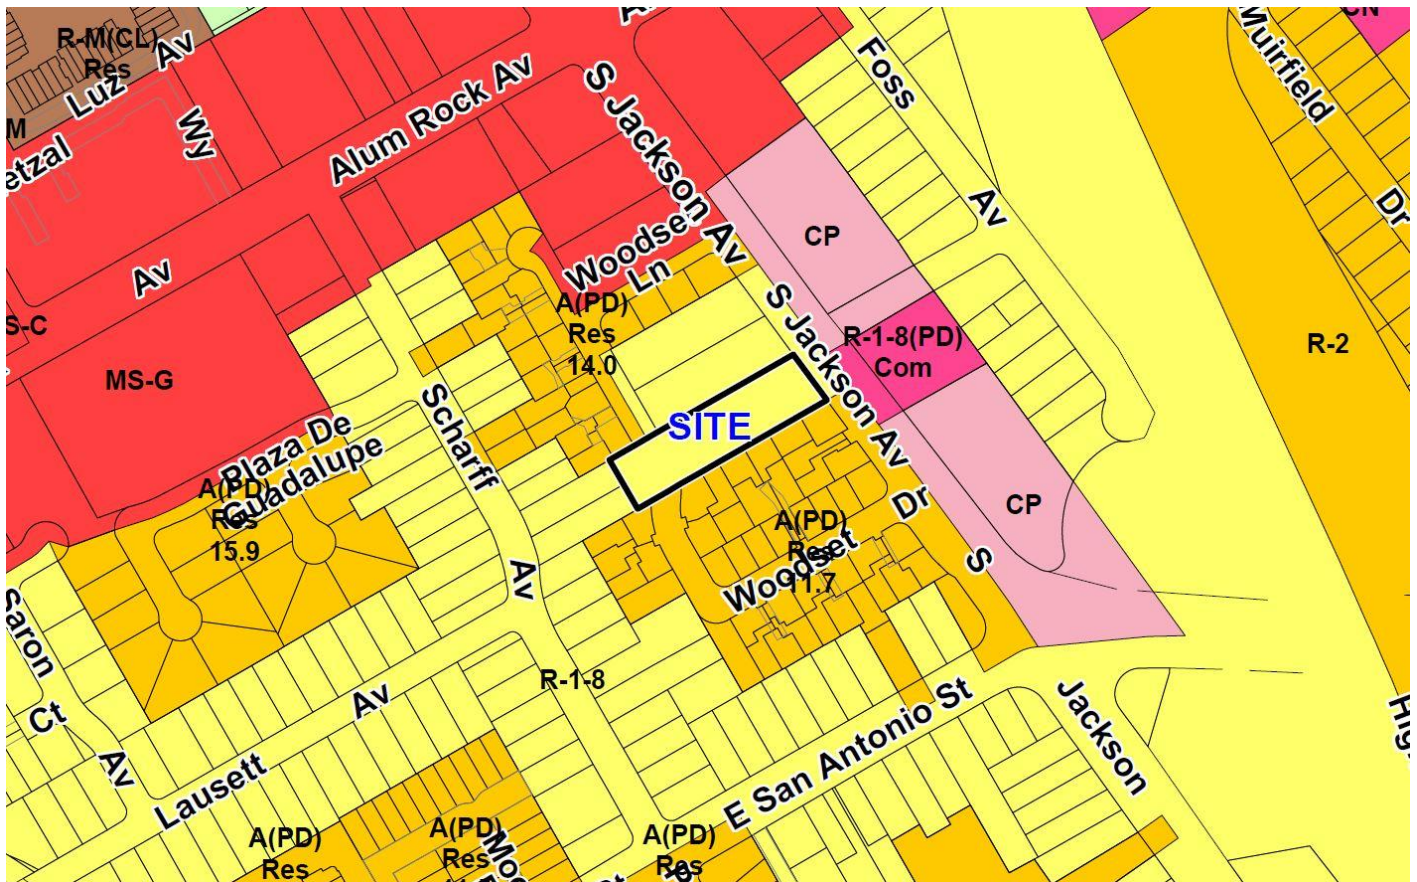 R-M(CL)
Res
Luz
Av
Wy
M
etzal
Alum Rock Av
S Jackson Av
Foss
Av
Muirfield
Dr
CN
CP
Woodset
Ln
A(PD)
Res
14.0
S Jackson Av
R-1-8(PD)
Com
R-2
Av
S-C
MS-G
Scharff
Av
SITE
Plaza De
Guadalupe
A(PD)
Res
15.9
A(PD)
Res
11.7
Woodset
Dr
CP
S
Jackson
Saron
Ct
Av
Lausett
Av
R-1-8
E San Antonio St
A(PD)
Res
A(PD)
Res
A(PD)
Res